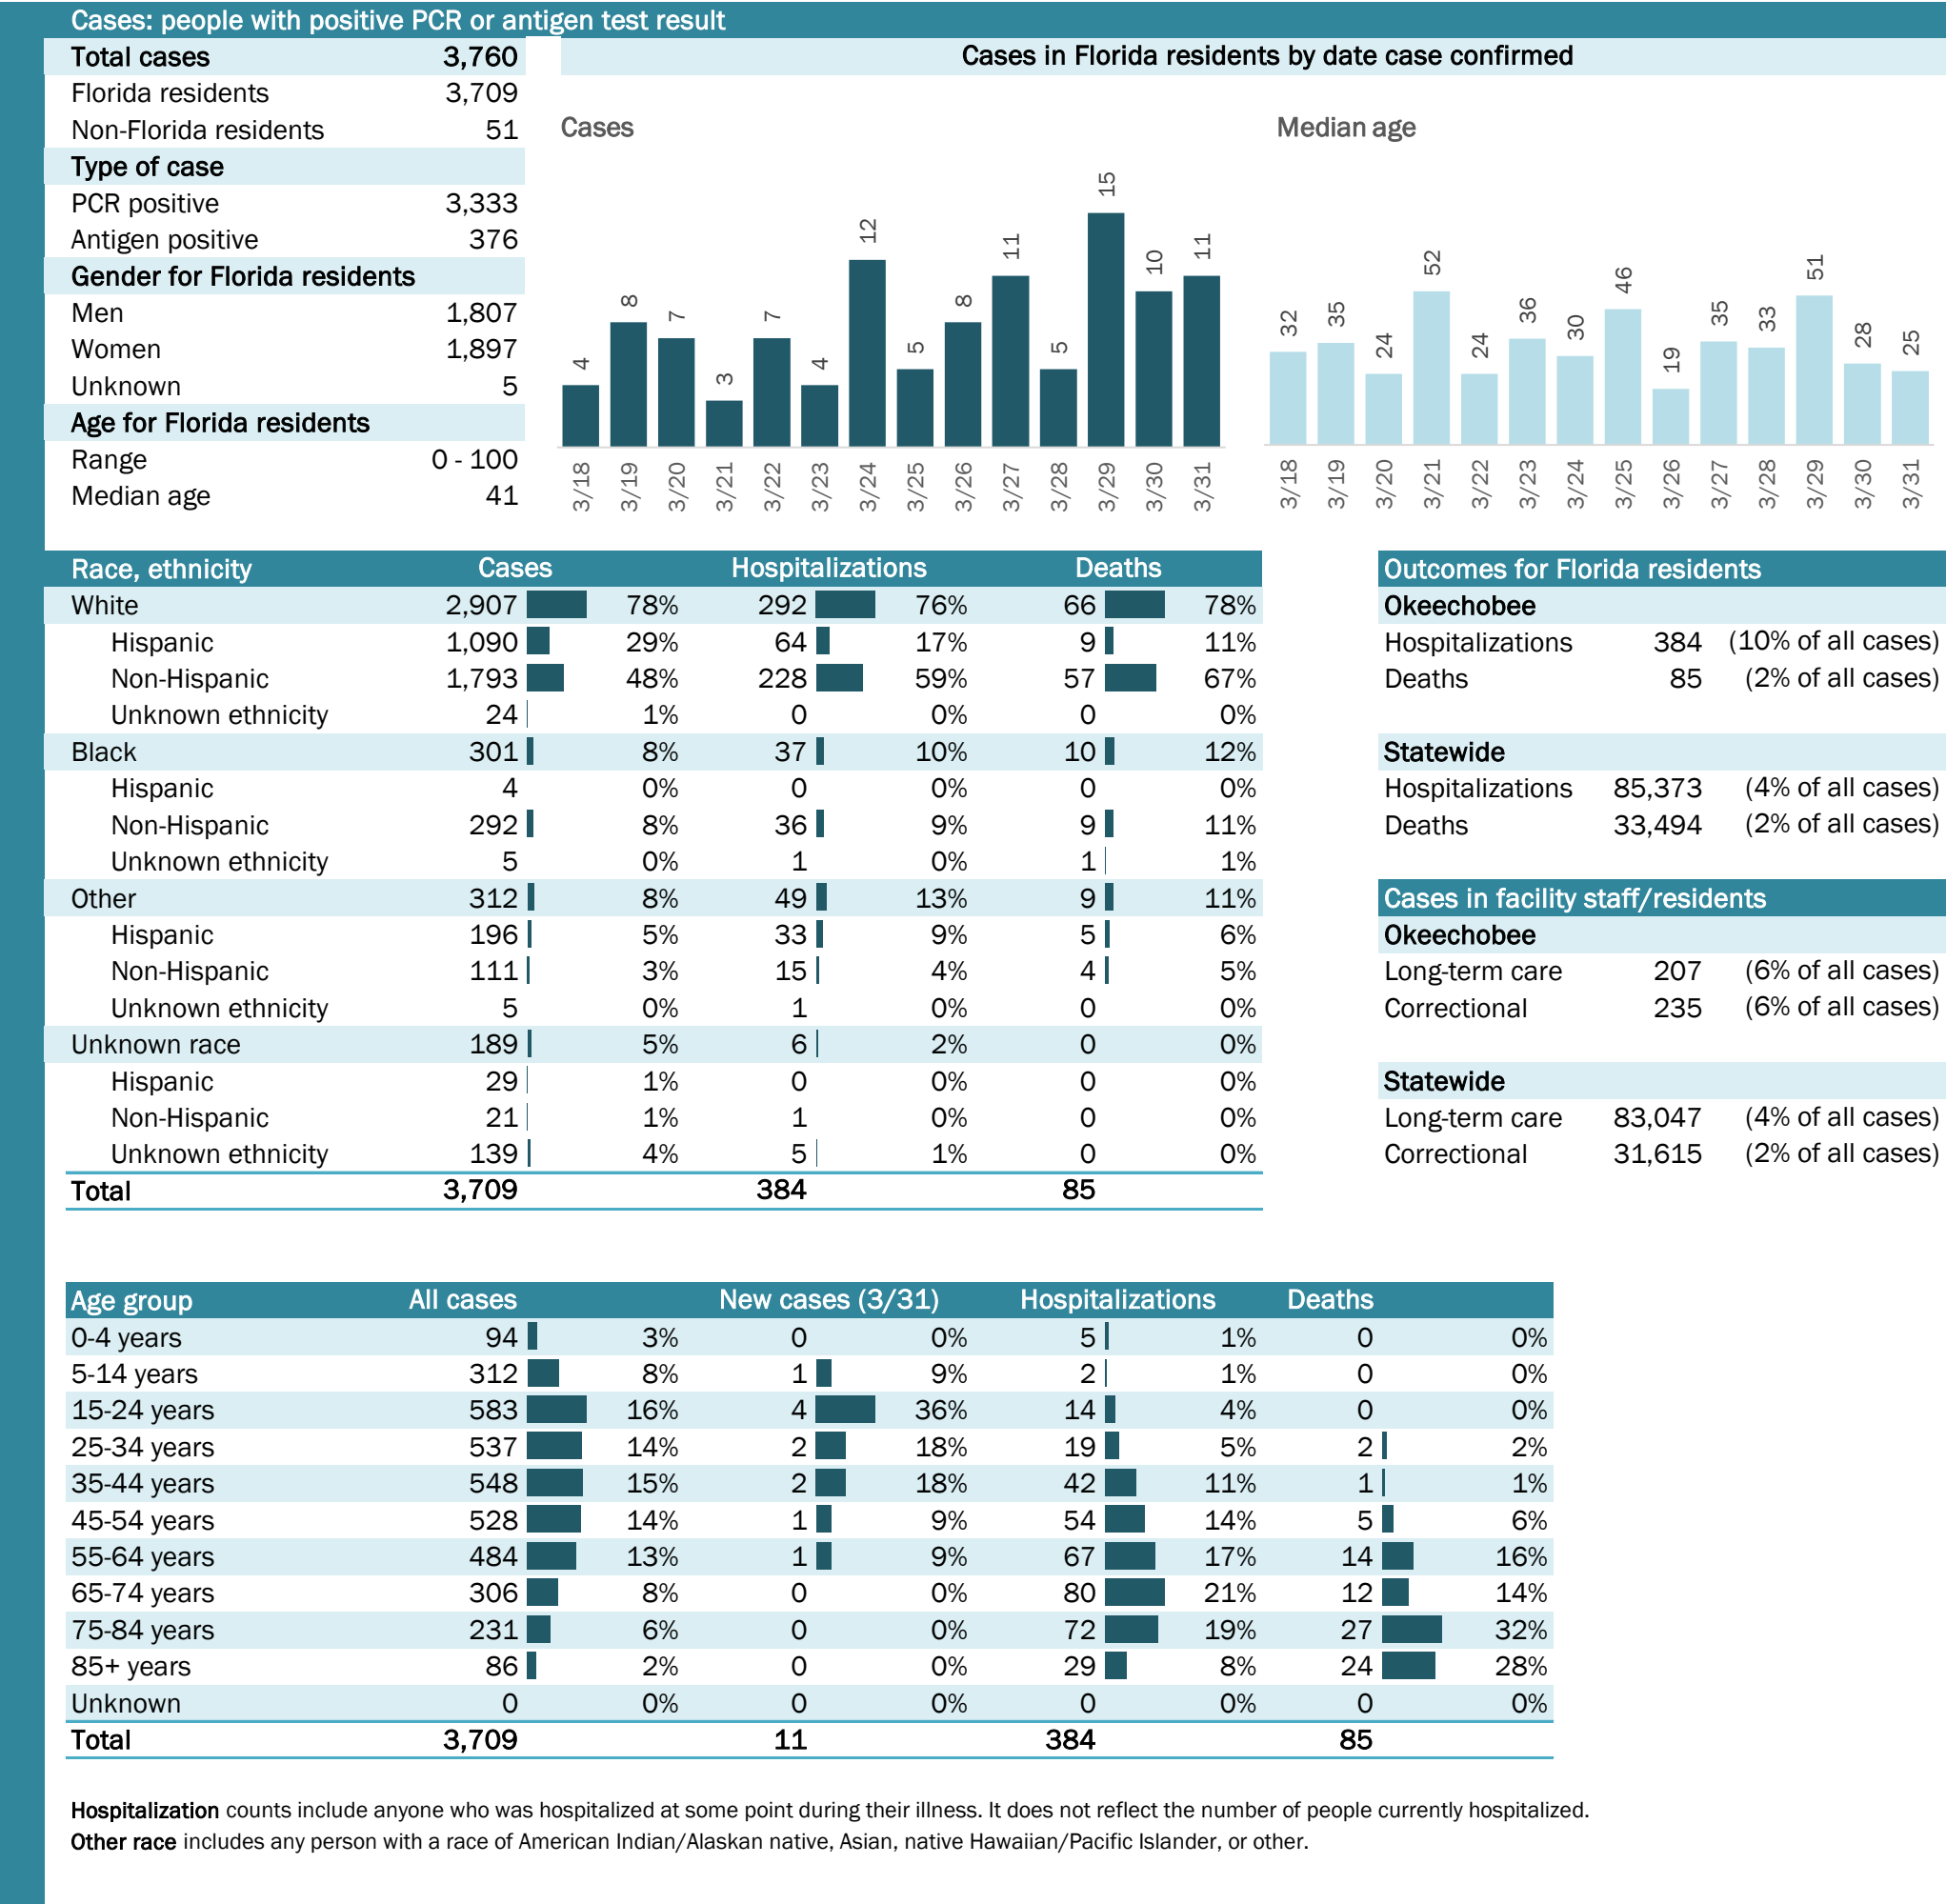 Cases: people with positive PCR or antigen test result
Total cases 3,760
Florida residents 3,709
Non-Florida residents 51
Type of case
PCR positive 3,333
Antigen positive 376
Gender for Florida residents
Men 1,807
Women 1,897
Unknown 5
Age for Florida residents
Range 0 - 100
Median age 41
Cases in Florida residents by date case confirmed
Cases
4 8 7 3 7 4 12 5 8 11 5 15 10 11
3/18 3/19 3/20 3/21 3/22 3/23 3/24 3/25 3/26 3/27 3/28 3/29 3/30 3/31
Median age
32 35 24 52 24 36 30 46 19 35 33 51 28 25
3/18 3/19 3/20 3/21 3/22 3/23 3/24 3/25 3/26 3/27 3/28 3/29 3/30 3/31
Race, ethnicity Cases Hospitalizations Deaths
White 2,907 78% 292 76% 66 78%
Hispanic 1,090 29% 64 17% 9 11%
Non-Hispanic 1,793 48% 228 59% 57 67%
Unknown ethnicity 24 1% 0 0% 0 0%
Black 301 8% 37 10% 10 12%
Hispanic 4 0% 0 0% 0 0%
Non-Hispanic 292 8% 36 9% 9 11%
Unknown ethnicity 5 0% 1 0% 1 1%
Other 312 8% 49 13% 9 11%
Hispanic 196 5% 33 9% 5 6%
Non-Hispanic 111 3% 15 4% 4 5%
Unknown ethnicity 5 0% 1 0% 0 0%
Unknown race 189 5% 6 2% 0 0%
Hispanic 29 1% 0 0% 0 0%
Non-Hispanic 21 1% 1 0% 0 0%
Unknown ethnicity 139 4% 5 1% 0 0%
Total 3,709 384 85
Outcomes for Florida residents
Okeechobee
Hospitalizations 384 (10% of all cases)
Deaths 85 (2% of all cases)
Statewide
Hospitalizations 85,373 (4% of all cases)
Deaths 33,494 (2% of all cases)
Cases in facility staff/residents
Okeechobee
Long-term care 207 (6% of all cases)
Correctional 235 (6% of all cases)
Statewide
Long-term care 83,047 (4% of all cases)
Correctional 31,615 (2% of all cases)
Age group All cases New cases (3/31) Hospitalizations Deaths
0-4 years 94 3% 0 0% 5 1% 0 0%
5-14 years 312 8% 1 9% 2 1% 0 0%
15-24 years 583 16% 4 36% 14 4% 0 0%
25-34 years 537 14% 2 18% 19 5% 2 2%
35-44 years 548 15% 2 18% 42 11% 1 1%
45-54 years 528 14% 1 9% 54 14% 5 6%
55-64 years 484 13% 1 9% 67 17% 14 16%
65-74 years 306 8% 0 0% 80 21% 12 14%
75-84 years 231 6% 0 0% 72 19% 27 32%
85+ years 86 2% 0 0% 29 8% 24 28%
Unknown 0 0% 0 0% 0 0% 0 0%
Total 3,709 11 384 85
Hospitalization counts include anyone who was hospitalized at some point during their illness. It does not reflect the number of people currently hospitalized.
Other race includes any person with a race of American Indian/Alaskan native, Asian, native Hawaiian/Pacific Islander, or other.